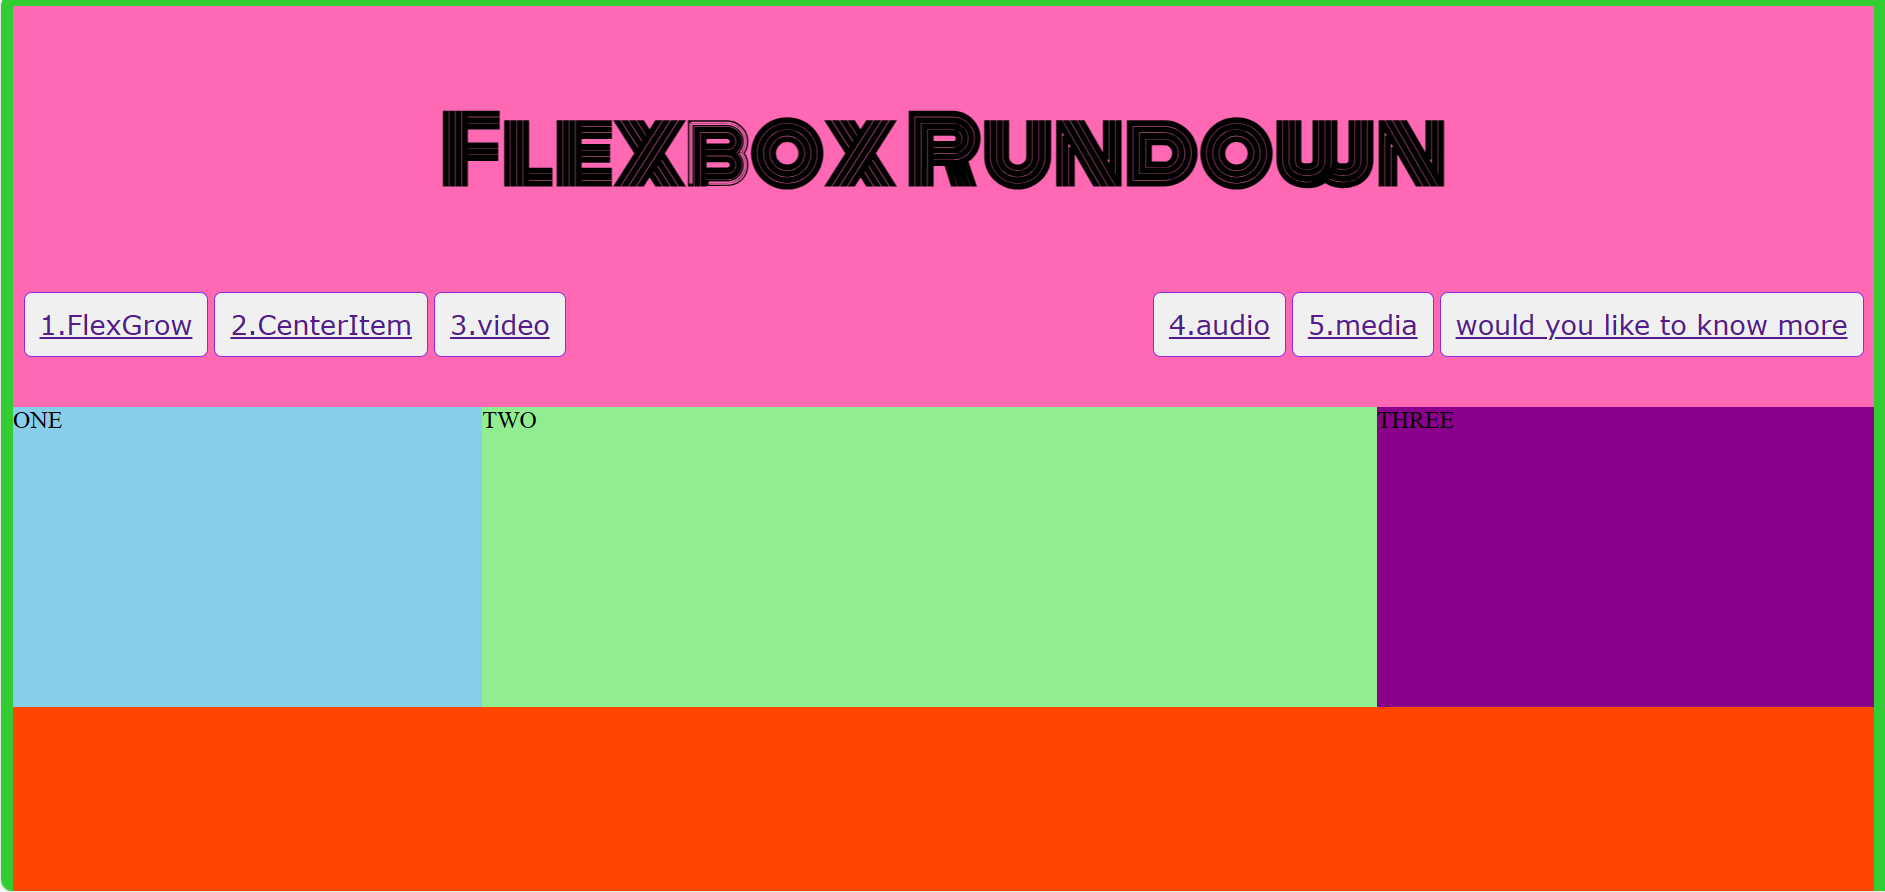 Flexbox Rundown
1.FlexGrow 2.CenterItem 3.video 4.audio 5.media would you like to know more
ONE TWO THREE